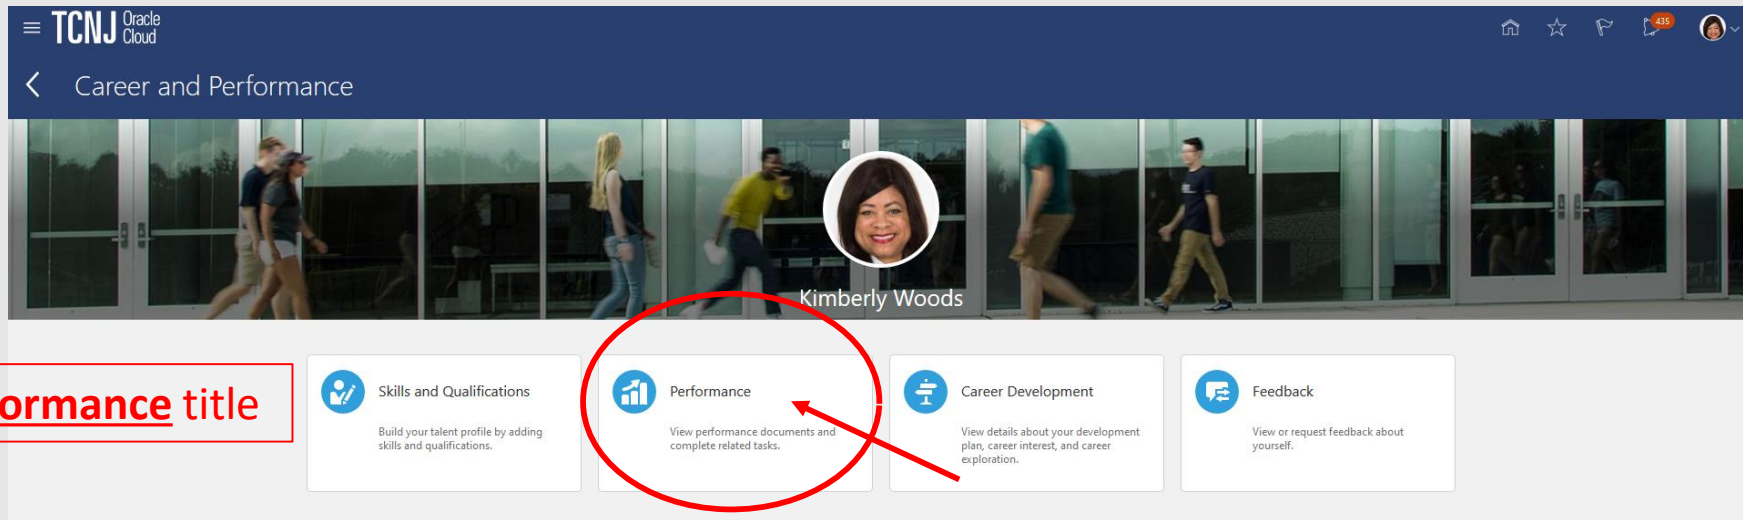 TCNJ Oracle Cloud
435
Career and Performance
Kimberly Woods
ormance title
Skills and Qualifications
Build your talent profile by adding
skills and qualifications.
Performance
View performance documents and
complete related tasks.
Career Development
View details about your development
plan, career interest, and career
exploration.
Feedback
View or request feedback about
yourself.